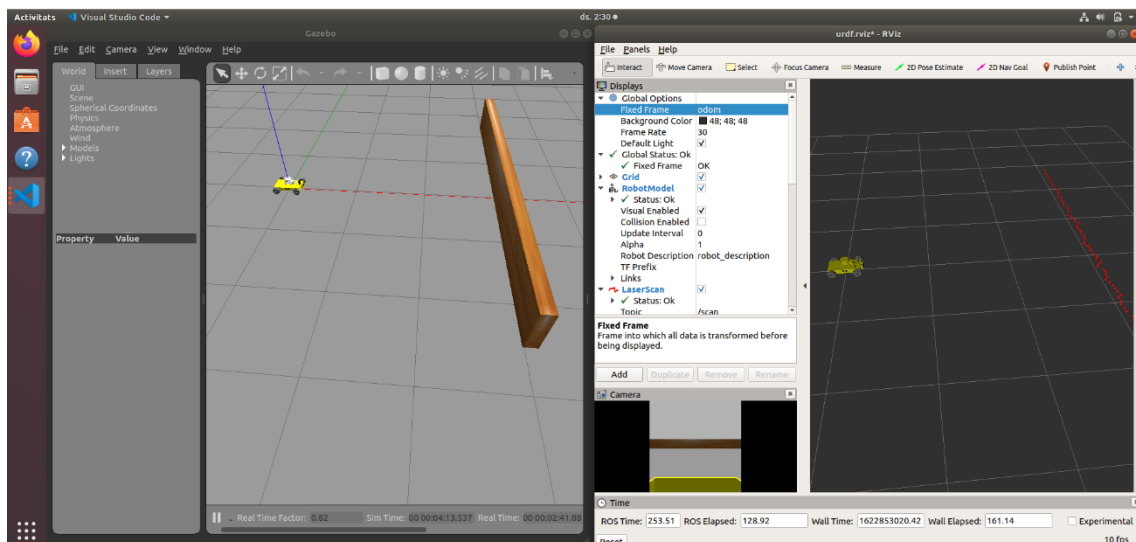 Activitats Visual Studio Code ds. 2:30
Gazebo
File Edit Camera View Window Help
World Insert Layers
GUI
Scene
Spherical Coordinates
Physics
Atmosphere
Wind
Models
Lights
Property Value
Real Time Factor: 0.82 Sim Time: 00 00:04:13.537 Real Time: 00 00:02:41.88
urdf.rviz* - RViz
File Panels Help
Interact Move Camera Select Focus Camera Measure 2D Pose Estimate 2D Nav Goal Publish Point
Displays
Global Options
Fixed Frame odom
Background Color 48; 48; 48
Frame Rate 30
Default Light
Global Status: Ok
Fixed Frame OK
Grid
RobotModel
Status: Ok
Visual Enabled
Collision Enabled
Update Interval 0
Alpha 1
Robot Description robot_description
TF Prefix
Links
LaserScan
Status: Ok
Topic /scan
Fixed Frame
Frame into which all data is transformed before
being displayed.
Add Duplicate Remove Rename
Camera
Time
ROS Time: 253.51 ROS Elapsed: 128.92 Wall Time: 1622853020.42 Wall Elapsed: 161.14 Experimental
Reset 10 fps